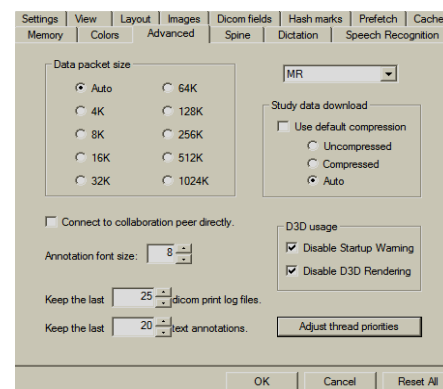 Settings View Layout Images Dicom fields Hash marks Prefetch Cache
Memory Colors Advanced Spine Dictation Speech Recognition
Data packet size
MR
Auto 64K
4K 128K
8K 256K
16K 512K
32K 1024K
Study data download
Use default compression
Uncompressed
Compressed
Auto
Connect to collaboration peer directly.
Annotation font size: 8
D3D usage
Disable Startup Warning
Disable D3D Rendering
Keep the last 25 dicom print log files.
Keep the last 20 text annotations.
Adjust thread priorities
OK Cancel Reset All